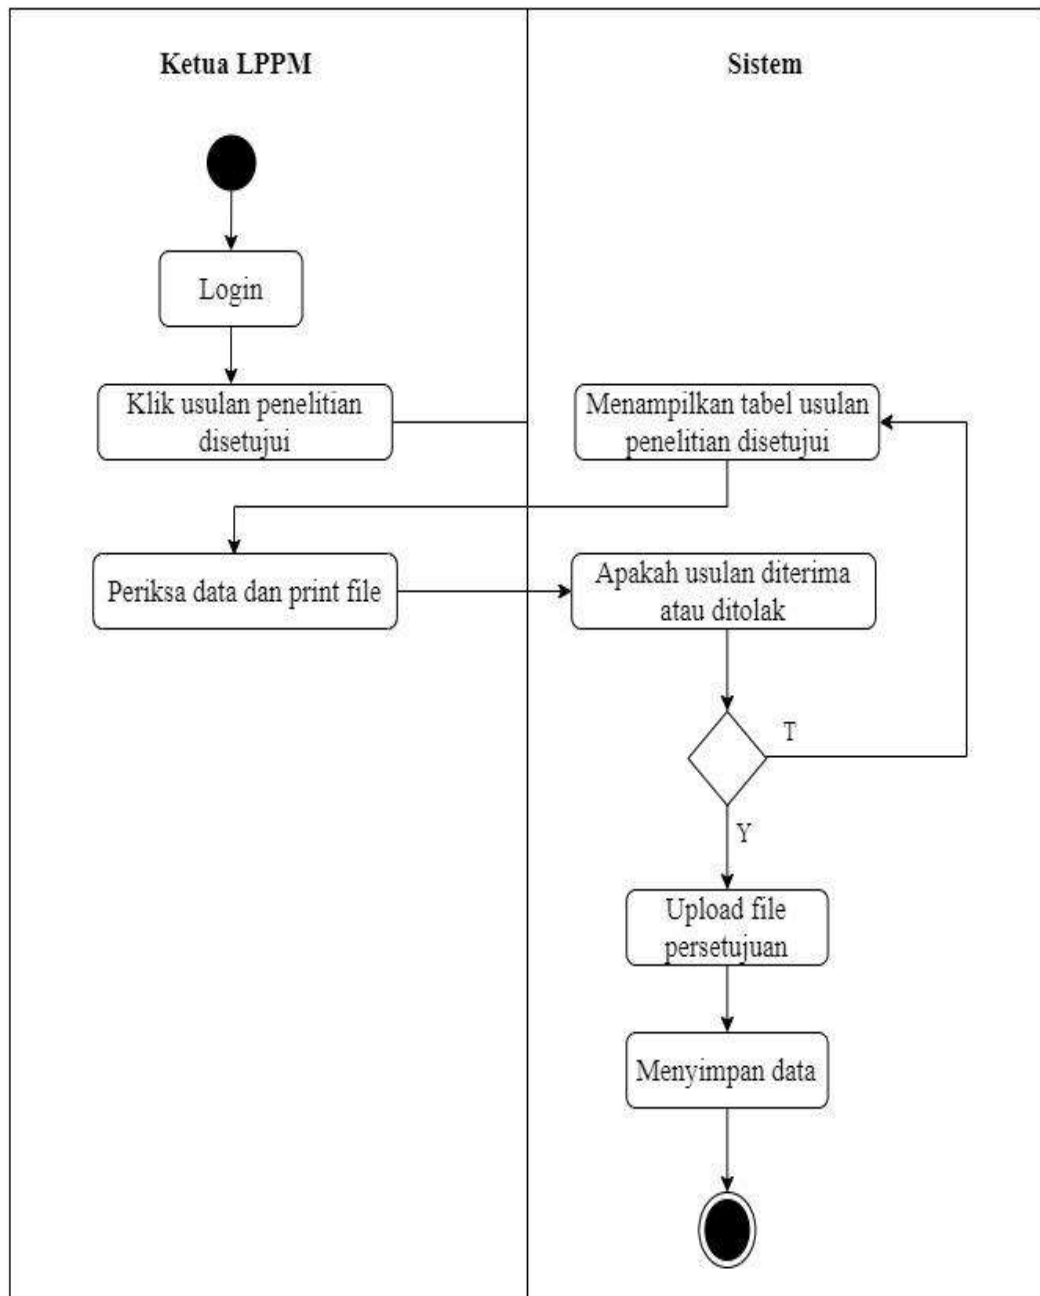 Ketua LPPM
Sistem
Login
Klik usulan penelitian
disetujui
Menampilkan tabel usulan
penelitian disetujui
Periksa data dan print file
Apakah usulan diterima
atau ditolak
T
Y
Upload file
persetujuan
Menyimpan data